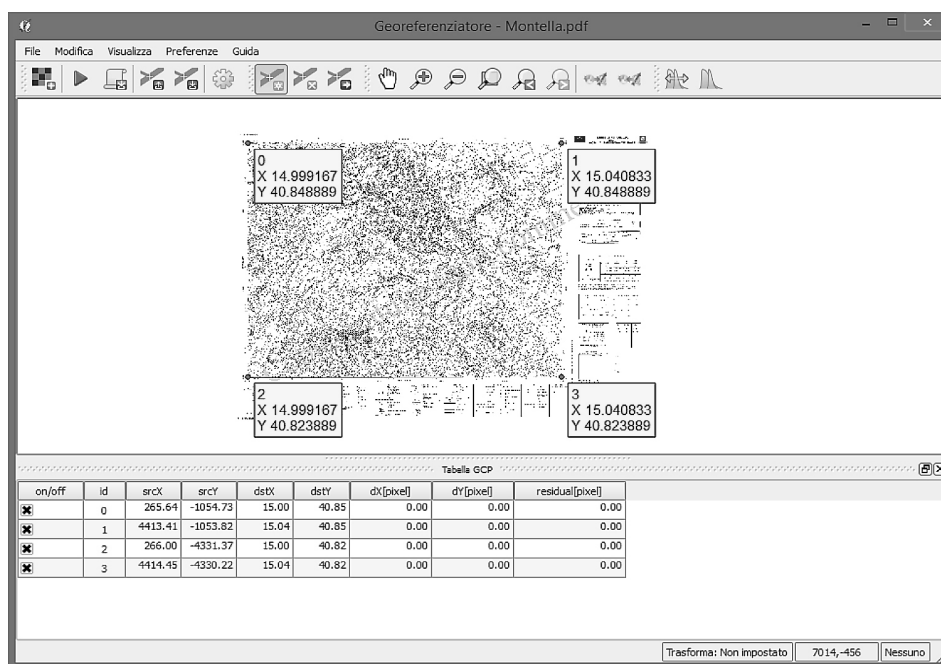 Georeferenziatore - Montella.pdf
File Modifica Visualizza Preferenze Guida
0
X 14.999167
Y 40.848889
1
X 15.040833
Y 40.848889
2
X 14.999167
Y 40.823889
3
X 15.040833
Y 40.823889
Tabella GCP
on/off id srcX srcY dstX dstY dX[pixel] dY[pixel] residual[pixel]
0 265.64 -1054.73 15.00 40.85 0.00 0.00 0.00
1 4413.41 -1053.82 15.04 40.85 0.00 0.00 0.00
2 266.00 -4331.37 15.00 40.82 0.00 0.00 0.00
3 4414.45 -4330.22 15.04 40.82 0.00 0.00 0.00
Trasforma: Non impostato 7014,-456 Nessuno